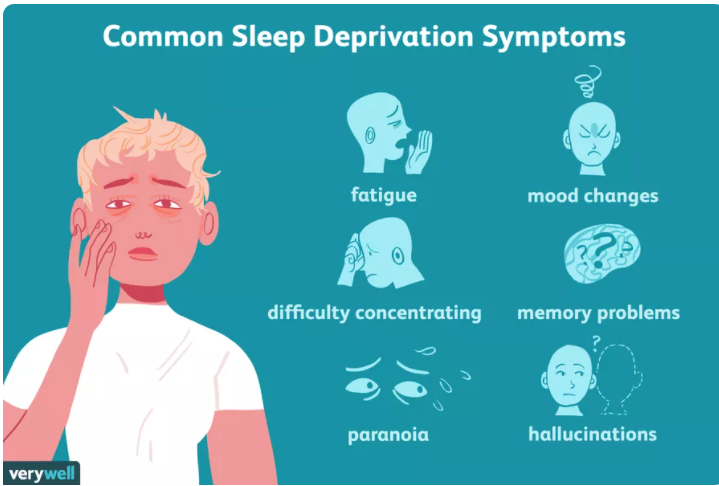 Common Sleep Deprivation Symptoms
fatigue
mood changes
difficulty concentrating
memory problems
paranoia
hallucinations
verywell